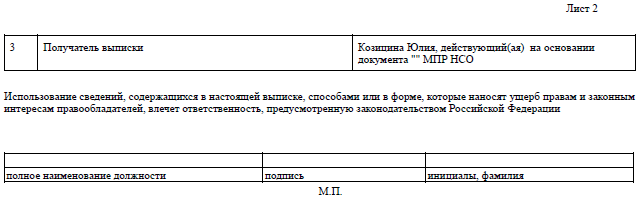 Лист 2
3 Получатель выписки Козицина Юлия, действующий(ая) на основании
документа "" МПР НСО
Использование сведений, содержащихся в настоящей выписке, способами или в форме, которые наносят ущерб правам и законным
интересам правообладателей, влечет ответственность, предусмотренную законодательством Российской Федерации
полное наименование должности подпись инициалы, фамилия
М.П.